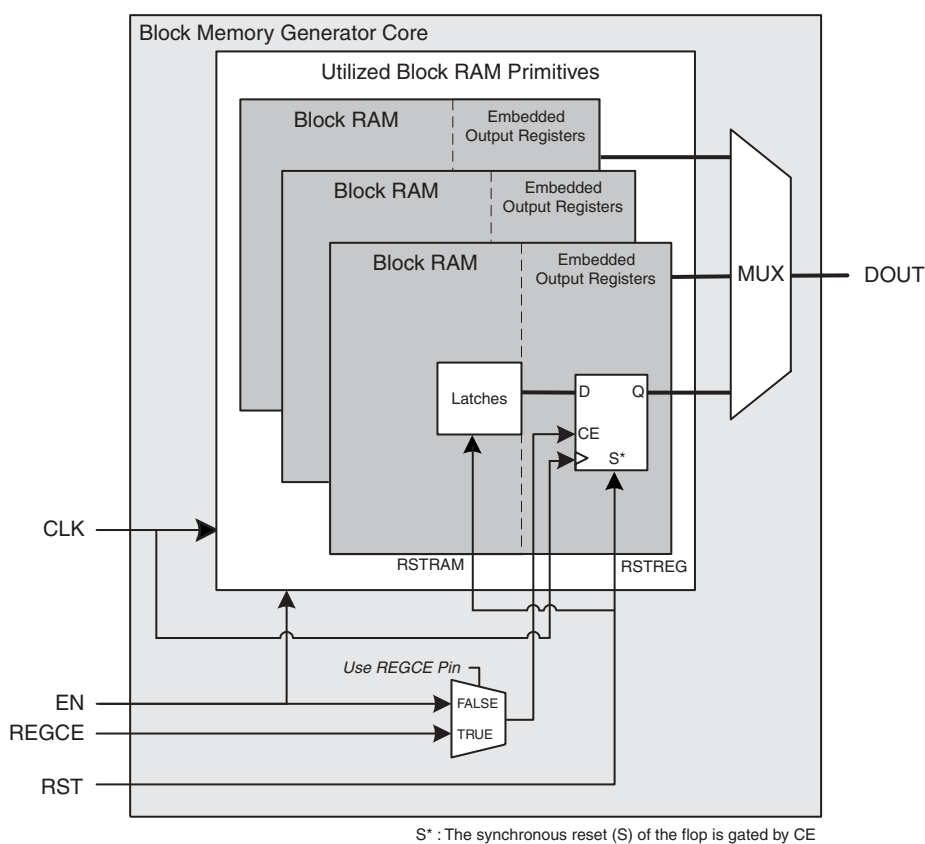 Block Memory Generator Core
Utilized Block RAM Primitives
Block RAM
Embedded
Output Registers
Block RAM
Embedded
Output Registers
Block RAM
Embedded
Output Registers
MUX
DOUT
Latches
D
Q
CE
S*
CLK
RSTRAM
RSTREG
Use REGCE Pin
EN
FALSE
REGCE
TRUE
RST
S* : The synchronous reset (S) of the flop is gated by CE